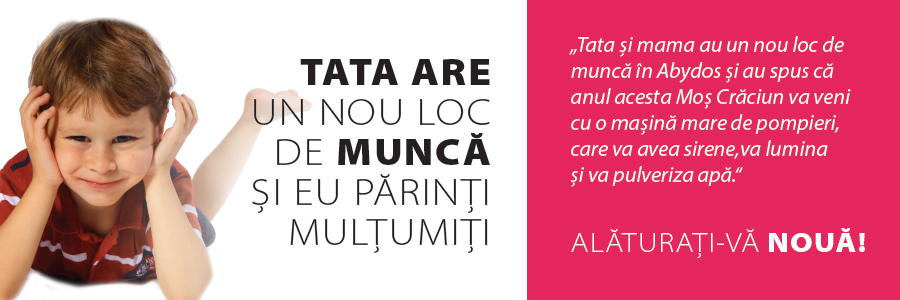 TATA ARE
UN NOU LOC
DE MUNCĂ
ȘI EU PĂRINȚI
MULȚUMIȚI
„Tata și mama au un nou loc de
muncă în Abydos și au spus că
anul acesta Moș Crăciun va veni
cu o mașină mare de pompieri,
care va avea sirene,va lumina
și va pulveriza apă.“
ALĂTURAȚI-VĂ NOUĂ!